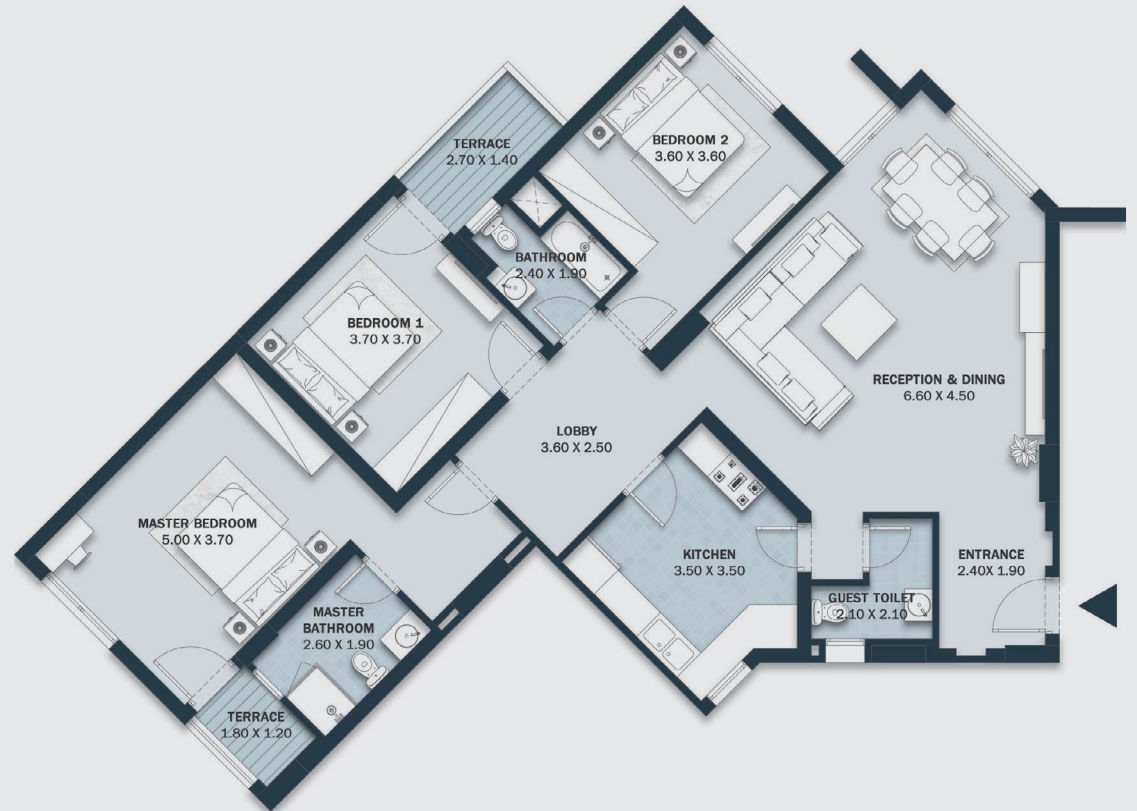 TERRACE
2.70 X 1.40
BEDROOM 2
3.60 X 3.60
BATHROOM
2.40 X 1.90
BEDROOM 1
3.70 X 3.70
RECEPTION & DINING
6.60 X 4.50
LOBBY
3.60 X 2.50
MASTER BEDROOM
5.00 X 3.70
KITCHEN
3.50 X 3.50
ENTRANCE
2.40X 1.90
GUEST TOILET
2.10 X 2.10
MASTER
BATHROOM
2.60 X 1.90
TERRACE
1.80 X 1.20